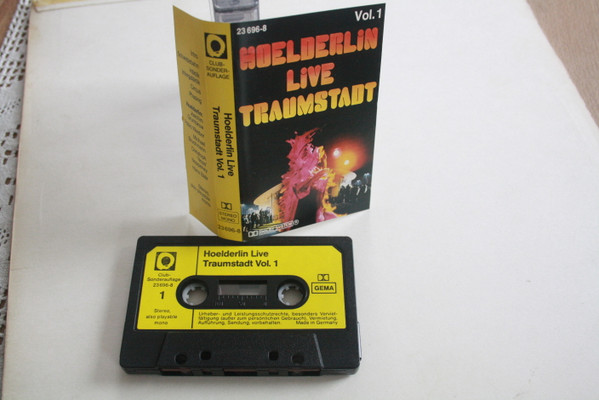 Vol. 1
23 696-8
HOELDERLIN
LIVE
TRAUMSTADT
CLUB-
SONDER-
AUFLAGE
Hoelderlin Live
Traumstadt Vol. 1
23696-8
Club-
Sonderauflage
23 696-8
1
Stereo,
also playable
mono
Hoelderlin Live
Traumstadt Vol. 1
GEMA
Urheber- und Leistungsschutzrechte, besonders Verviel-
fältigung (außer zum persönlichen Gebrauch), Vermietung,
Aufführung, Sendung, vorbehalten Made in Germany